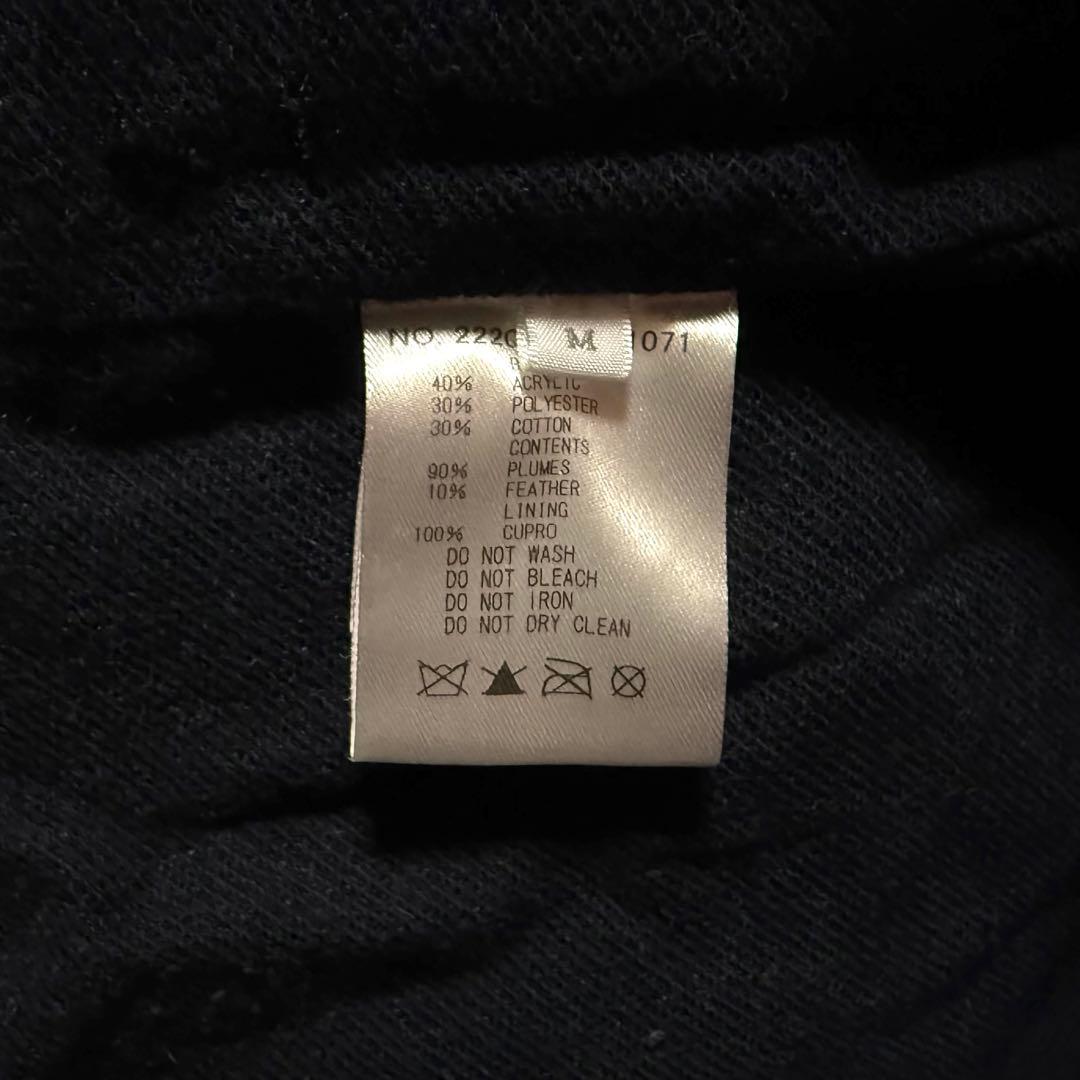 NO. 222
M
1071
40% ACRYLIC
30% POLYESTER
30% COTTON
CONTENTS
90% PLUMES
10% FEATHER
LINING
100% CUPRO
DO NOT WASH
DO NOT BLEACH
DO NOT IRON
DO NOT DRY CLEAN